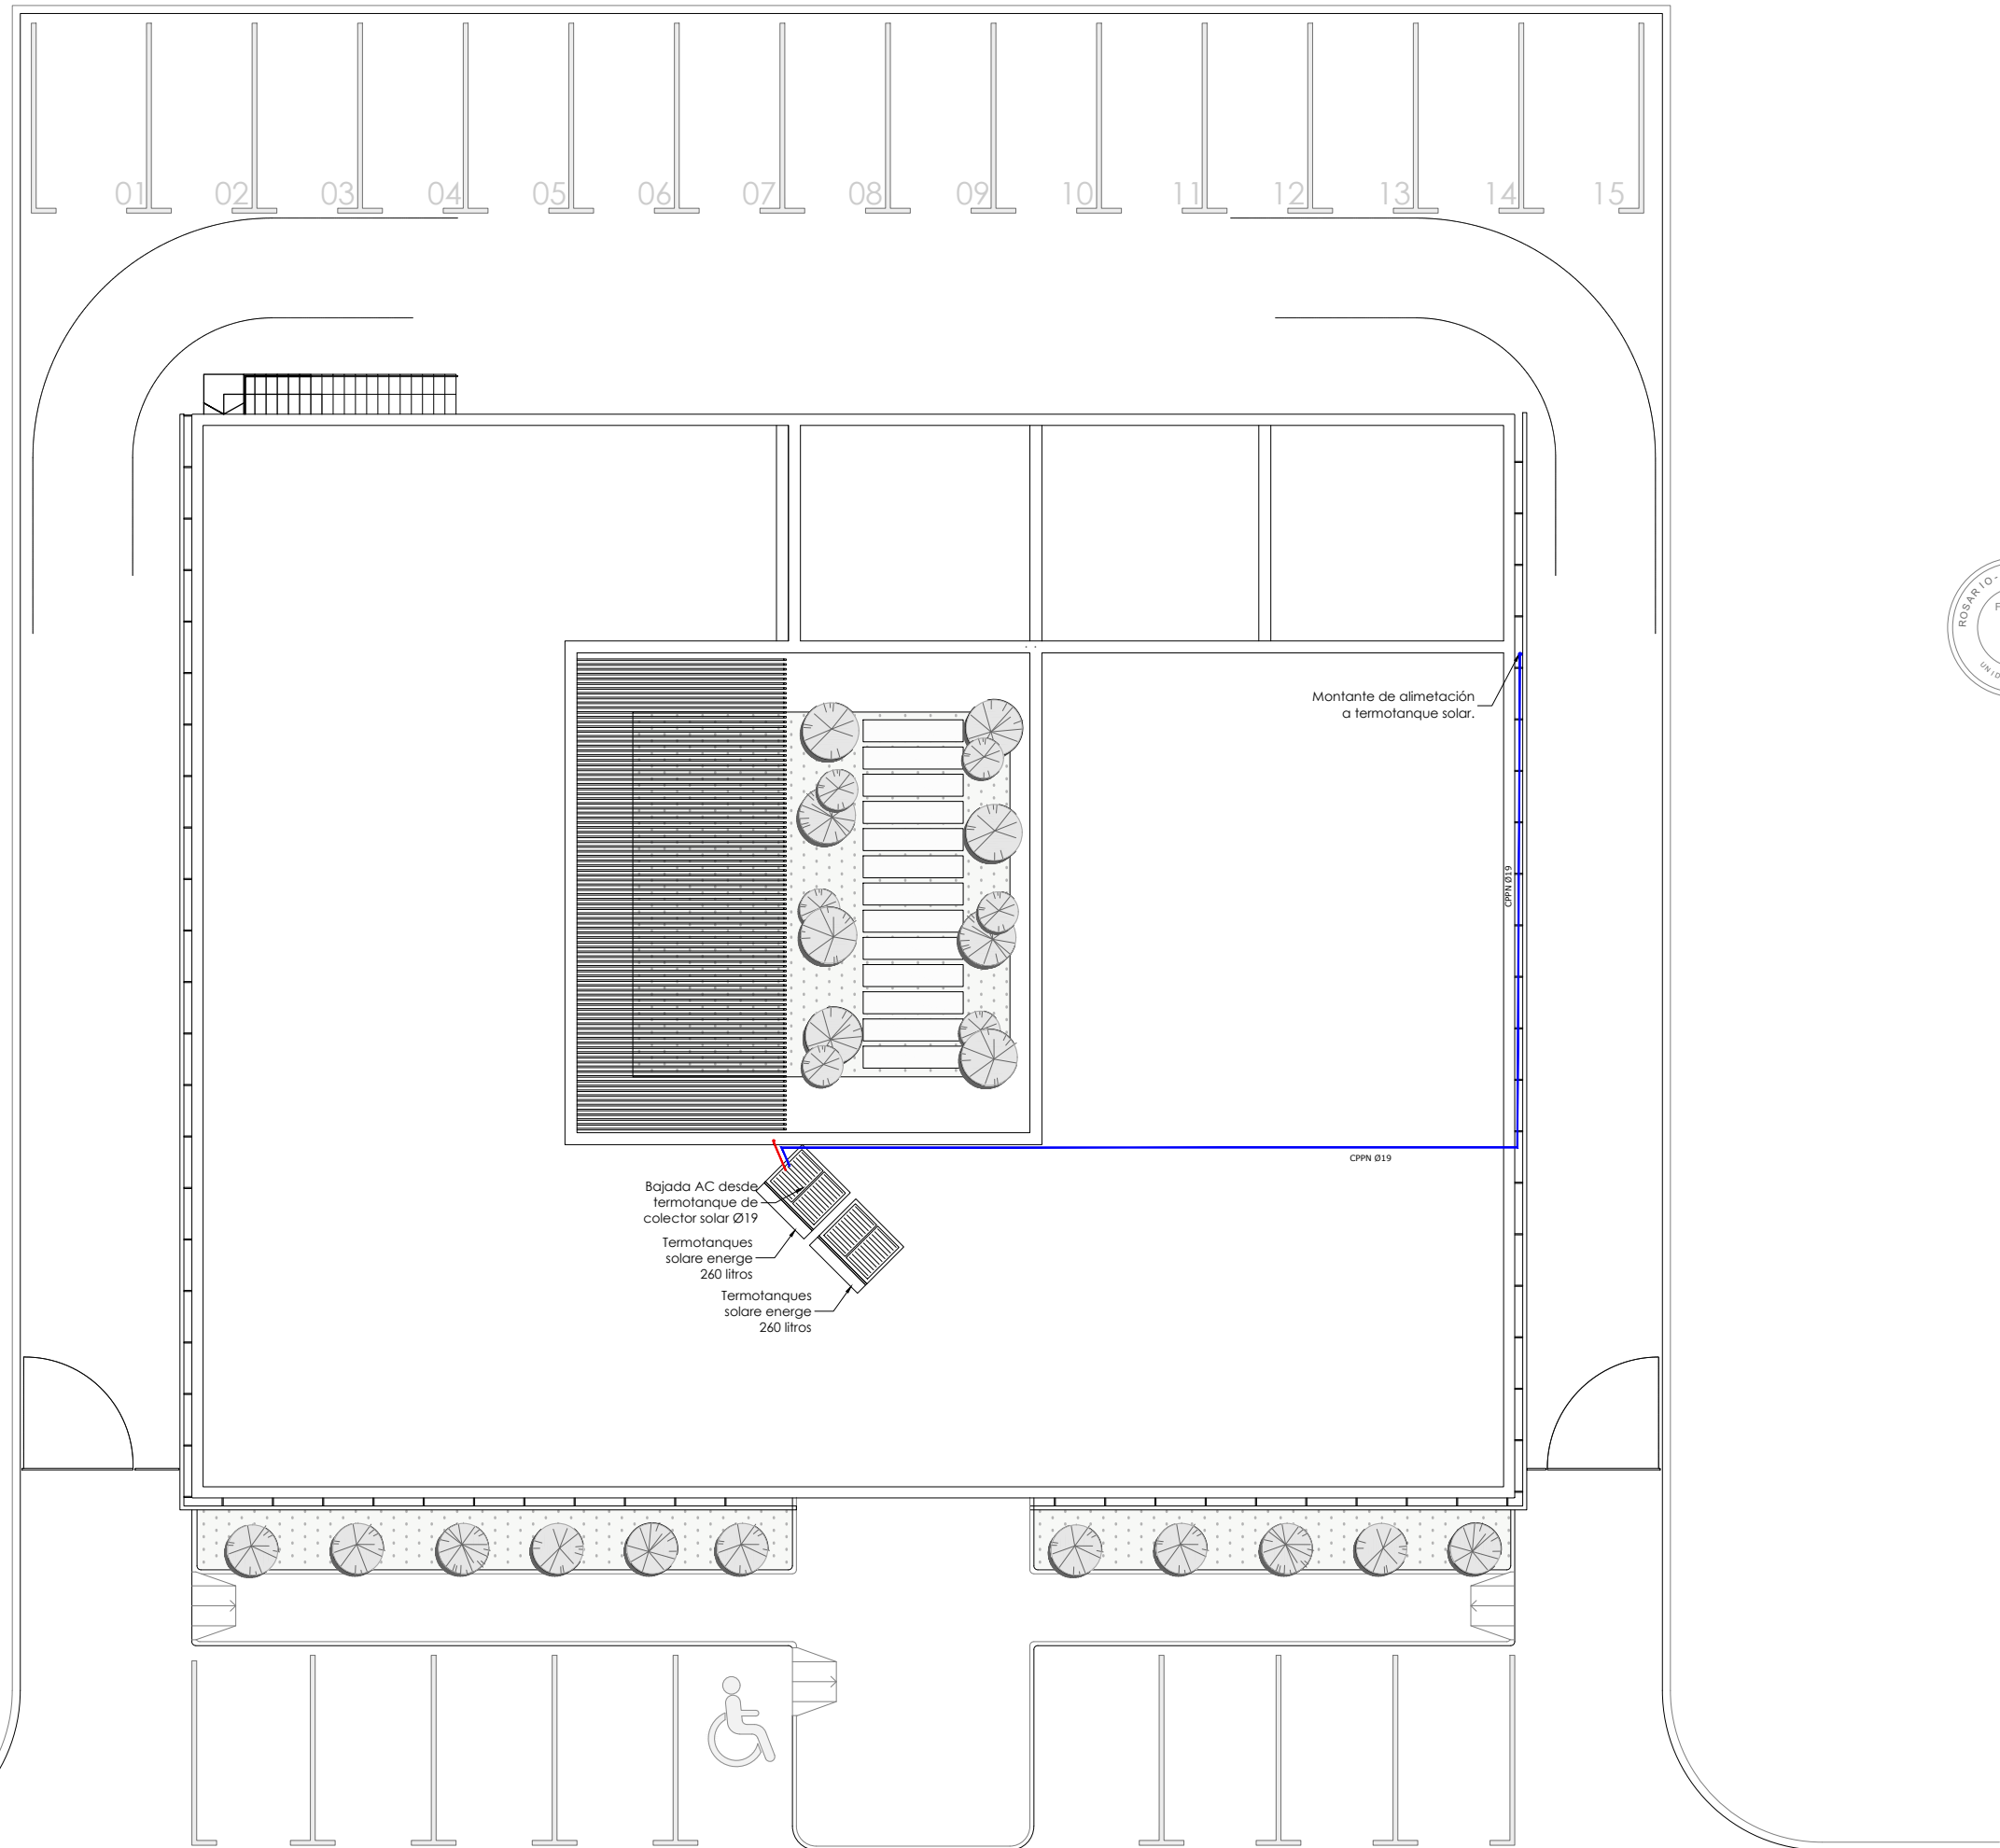 01 02 03 04 05 06 07 08 09 10 11 12 13 14 15
ROSARIO-
Montante de alimetación
a termotanque solar.
CPPN Ø19
CPPN Ø19
Bajada AC desde
termotanque de
colector solar Ø19
Termotanques
solare energe
260 litros
Termotanques
solare energe
260 litros